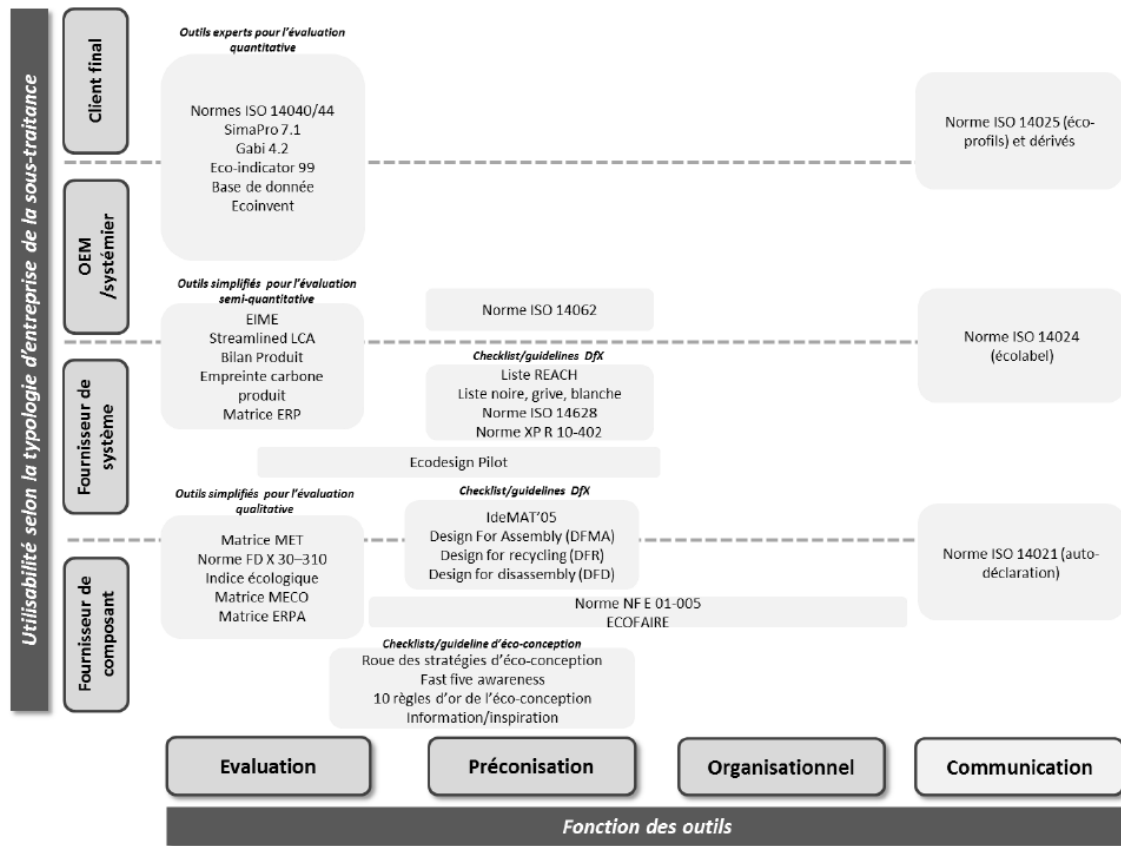 Utilisabilité selon la typologie d'entreprise de la sous-traitance
Client final
OEM
/systémier
Fournisseur de
système
Fournisseur de
composant
Outils experts pour l'évaluation
quantitative
Normes ISO 14040/44
SimaPro 7.1
Gabi 4.2
Eco-indicator 99
Base de donnée
Ecoinvent
Norme ISO 14025 (éco-
profils) et dérivés
Outils simplifiés pour l'évaluation
semi-quantitative
EIME
Streamlined LCA
Bilan Produit
Empreinte carbone
produit
Matrice ERP
Norme ISO 14062
Checklist/guidelines DfX
Liste REACH
Liste noire, grive, blanche
Norme ISO 14628
Norme XP R 10-402
Norme ISO 14024
(écolabel)
Ecodesign Pilot
Outils simplifiés pour l'évaluation
qualitative
Matrice MET
Norme FD X 30–310
Indice écologique
Matrice MECO
Matrice ERPA
Checklist/guidelines DfX
IdeMAT'05
Design For Assembly (DFMA)
Design for recycling (DFR)
Design for disassembly (DFD)
Norme ISO 14021 (auto-
déclaration)
Norme NF E 01-005
ECOFAIRE
Checklists/guideline d'éco-conception
Roue des stratégies d'éco-conception
Fast five awareness
10 règles d'or de l'éco-conception
Information/inspiration
Evaluation
Préconisation
Organisationnel
Communication
Fonction des outils